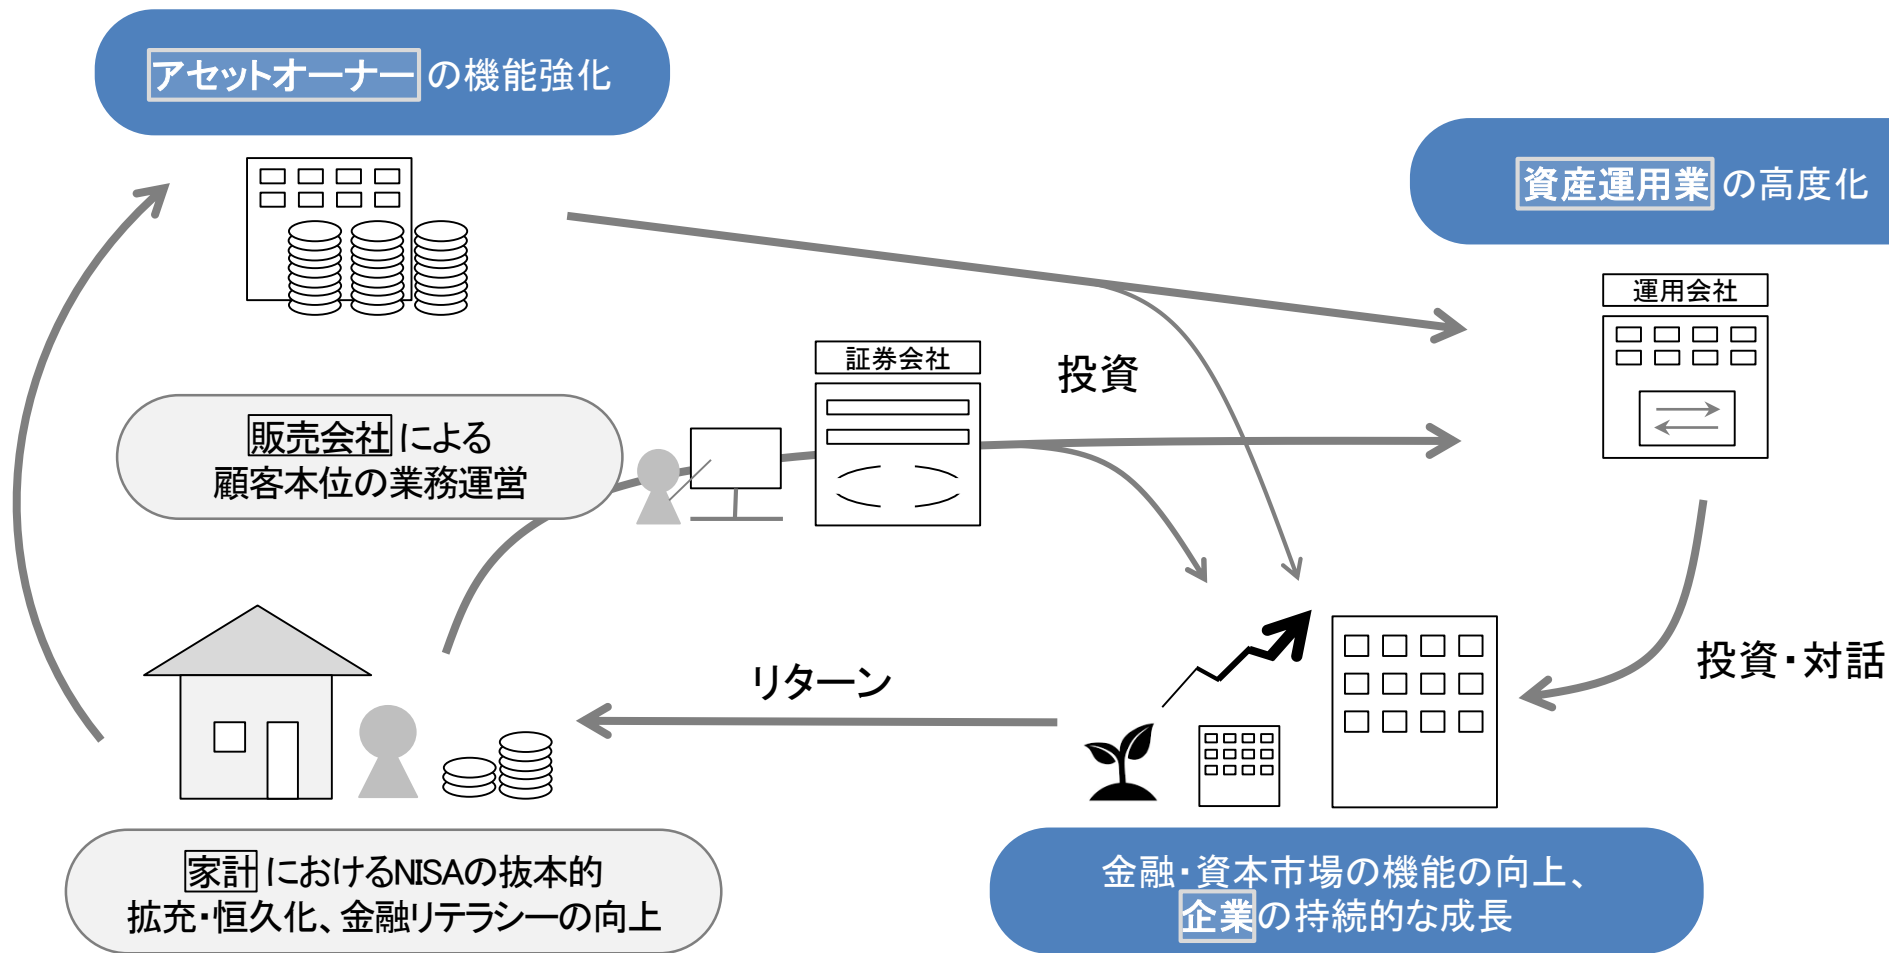 アセットオーナーの機能強化
資産運用業の高度化
運用会社
証券会社
投資
販売会社による
顧客本位の業務運営
投資・対話
リターン
家計におけるNISAの抜本的
拡充・恒久化、金融リテラシーの向上
金融・資本市場の機能の向上、
企業の持続的な成長